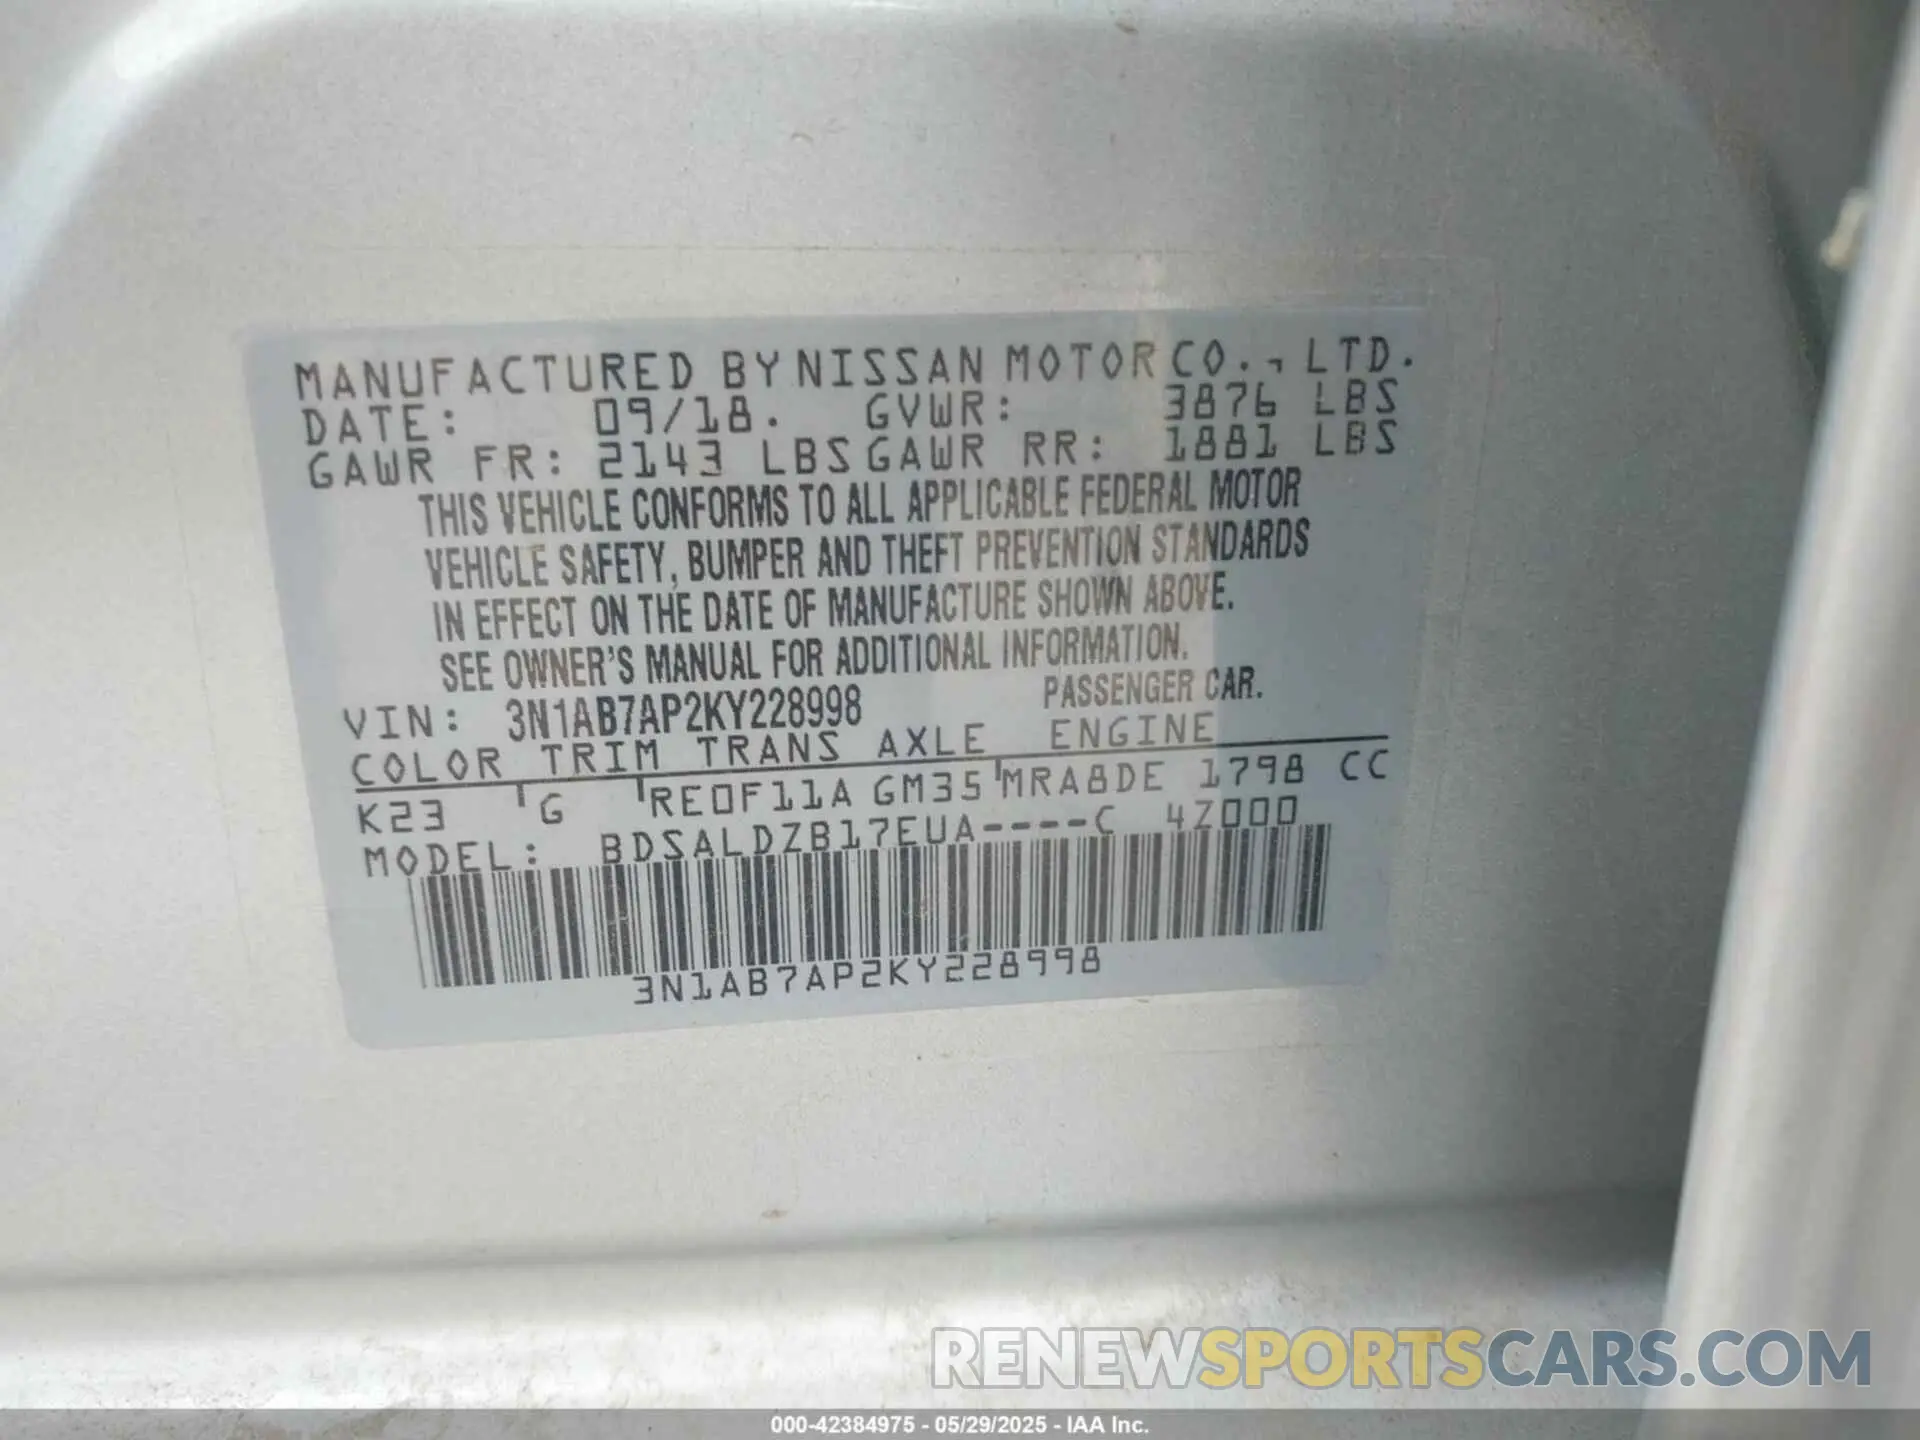 MANUFACTURED BY NISSAN MOTOR CO., LTD.
DATE: 09/18. GVWR: 3876 LBS
GAWR FR: 2143 LBS GAWR RR: 1881 LBS
THIS VEHICLE CONFORMS TO ALL APPLICABLE FEDERAL MOTOR
VEHICLE SAFETY, BUMPER AND THEFT PREVENTION STANDARDS
IN EFFECT ON THE DATE OF MANUFACTURE SHOWN ABOVE.
SEE OWNER'S MANUAL FOR ADDITIONAL INFORMATION.
VIN: 3N1AB7AP2KY228998 PASSENGER CAR.
COLOR TRIM TRANS AXLE ENGINE
K23 G RE0F11A GM35 MRA8DE 1798 CC
MODEL: BDSALDZB17EUA----C 4Z000
3N1AB7AP2KY228998
RENEWSPORTSCARS.COM
000-42384975 - 05/29/2025 - IAA Inc.